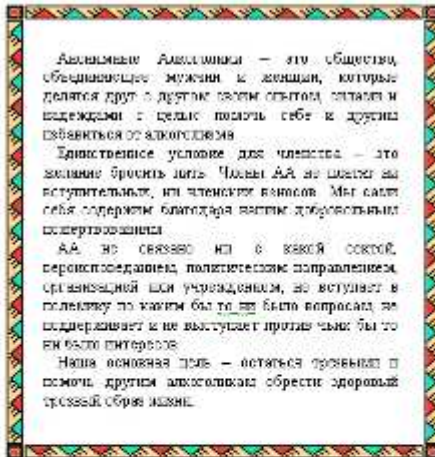 Анонимные Алкоголики – это общество,
объединяющее мужчин и женщин, которые
делятся друг с другом своим опытом, силами и
надеждами с целью помочь себе и другим
избавиться от алкоголизма.
Единственное условие для членства – это
желание бросить пить. Члены АА не платят ни
вступительных, ни членских взносов. Мы сами
себя содержим благодаря нашим добровольным
пожертвованиям.
АА не связано ни с какой сектой,
вероисповеданием, политическим направлением,
организацией или учреждением, не вступает в
полемику по каким бы то ни было вопросам, не
поддерживает и не выступает против чьих бы то
ни было интересов.
Наша основная цель – остаться трезвыми и
помочь другим алкоголикам обрести здоровый
трезвый образ жизни.